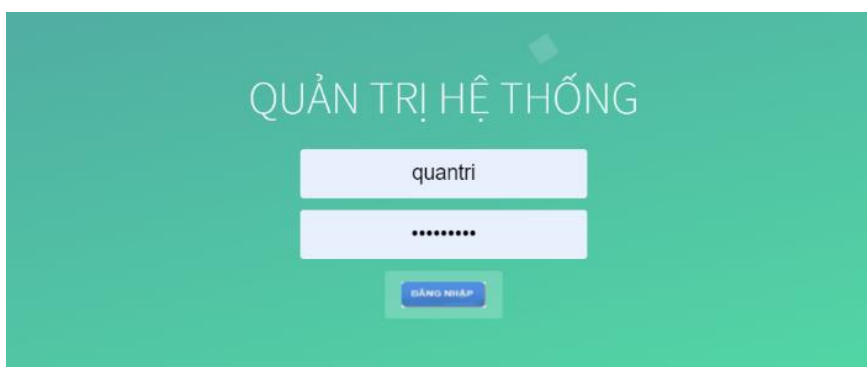 QUẢN TRỊ HỆ THỐNG
quantri
•••••••••
ĐĂNG NHẬP